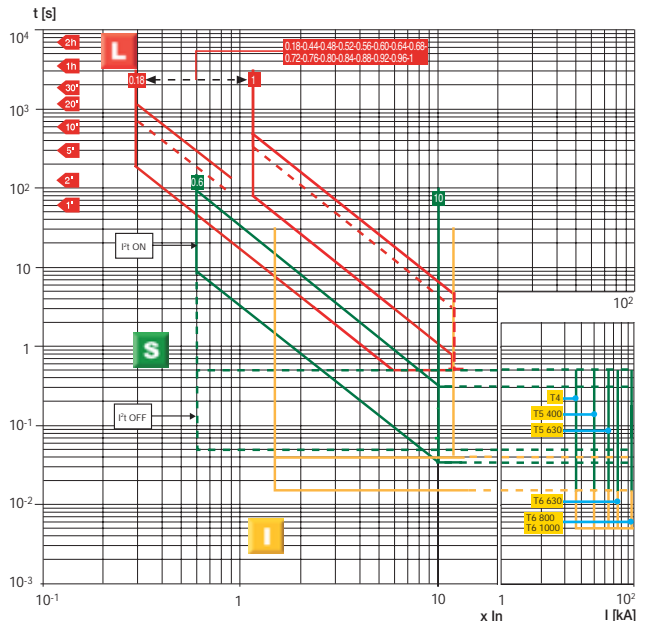 t [s]
10⁴
2h
L
0.18-0.44-0.48-0.52-0.56-0.60-0.64-0.68-
0.72-0.76-0.80-0.84-0.88-0.92-0.96-1
1h
0.18
1
30'
20'
10³
10'
5'
2'
10²
0.6
10
1'
I²t ON
10
10²
1
S
T4
I²t OFF
T5 400
10⁻¹
T5 630
10⁻²
T6 630
I
T6 800
T6 1000
10⁻³
10⁻¹
1
10
1
10²
x In
I [kA]